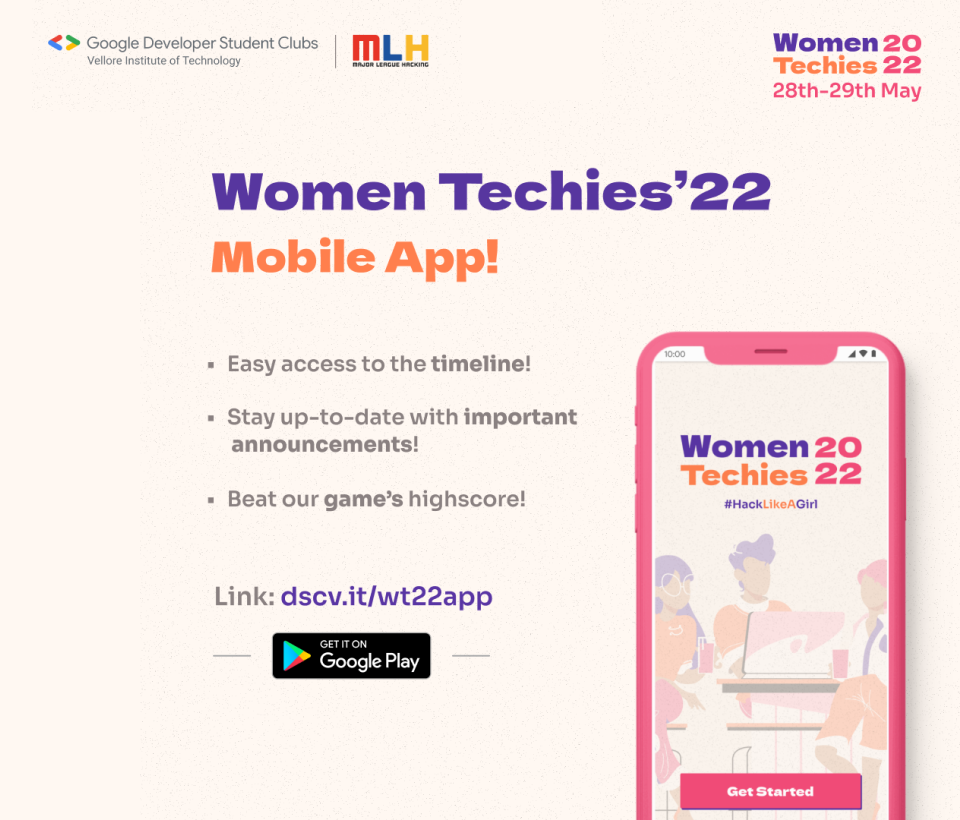 Google Developer Student Clubs
Vellore Institute of Technology
MLH
MAJOR LEAGUE HACKING
Women 20
Techies 22
28th-29th May
Women Techies’22
Mobile App!
▪ Easy access to the timeline!
▪ Stay up-to-date with important
announcements!
▪ Beat our game’s highscore!
Link: dscv.it/wt22app
GET IT ON
Google Play
10:00
Women 20
Techies 22
#HackLikeAGirl
Get Started